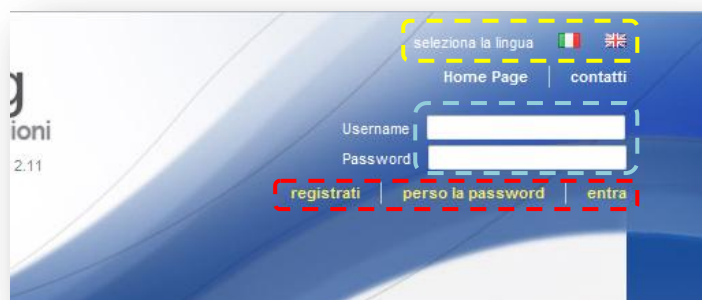 seleziona la lingua
Home Page | contatti
g
ioni
Username
2.11
Password
registrati | perso la password | entra